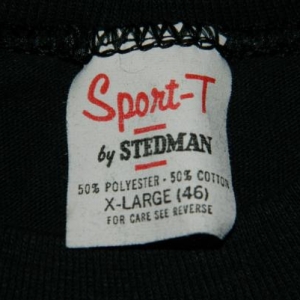 Sport-T
by STEDMAN
50% POLYESTER · 50% COTTON
X-LARGE (46)
FOR CARE SEE REVERSE